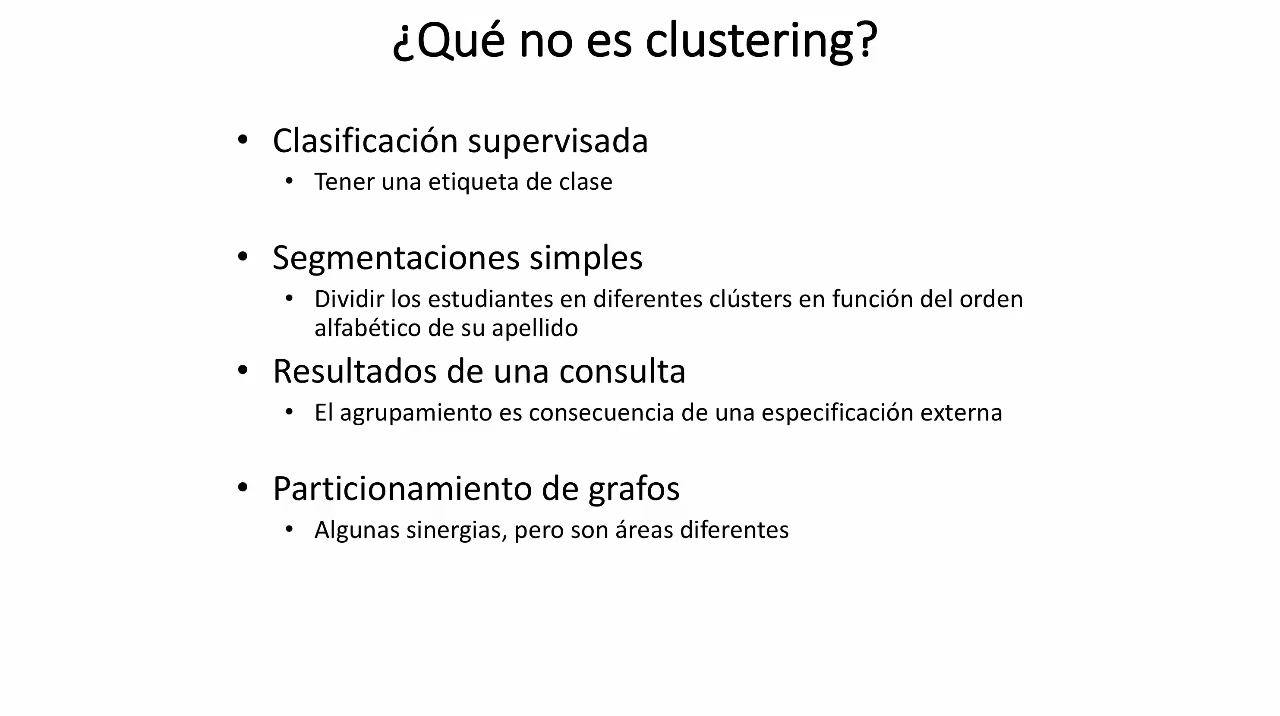 ¿Qué no es clustering?
• Clasificación supervisada
• Tener una etiqueta de clase
• Segmentaciones simples
• Dividir los estudiantes en diferentes clústers en función del orden
alfabético de su apellido
• Resultados de una consulta
• El agrupamiento es consecuencia de una especificación externa
• Particionamiento de grafos
• Algunas sinergias, pero son áreas diferentes